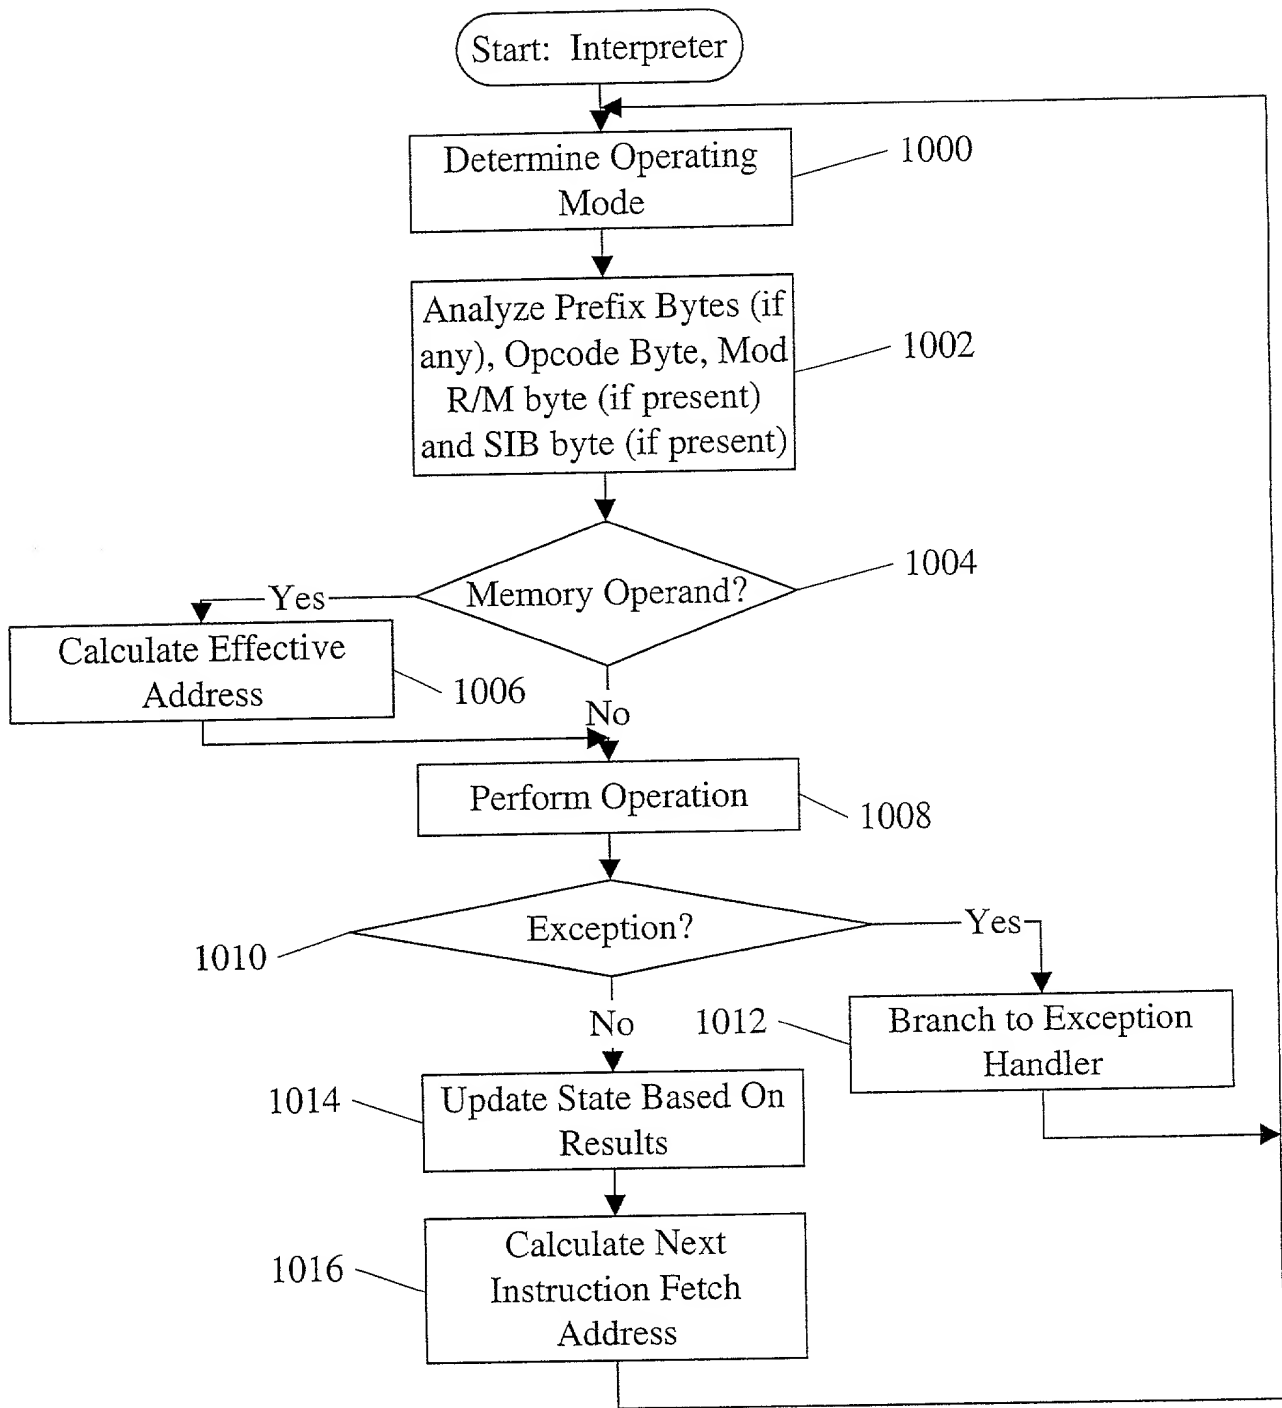 Start: Interpreter
Determine Operating
Mode
1000
Analyze Prefix Bytes (if
any), Opcode Byte, Mod
R/M byte (if present)
and SIB byte (if present)
1002
Memory Operand?
1004
Yes
Calculate Effective
Address
1006
No
Perform Operation
1008
Exception?
1010
Yes
No
1012
Branch to Exception
Handler
1014
Update State Based On
Results
1016
Calculate Next
Instruction Fetch
Address